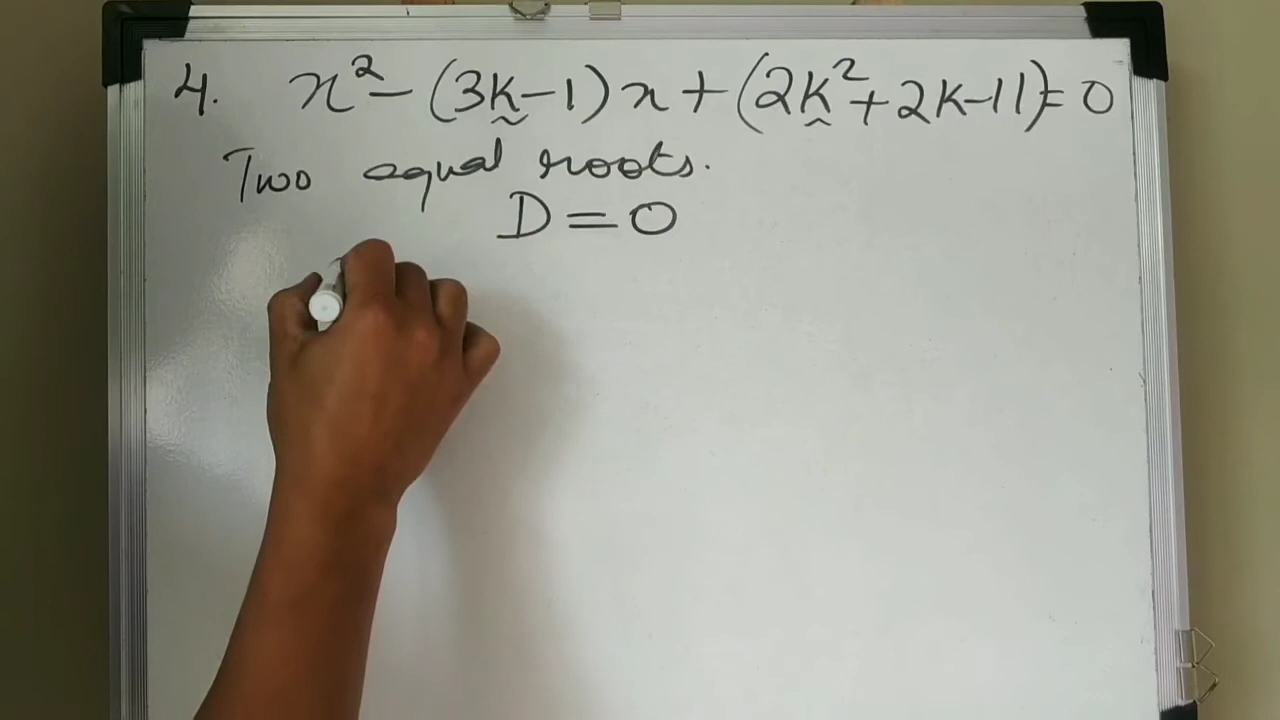 4. x² - (3k-1)x + (2k² + 2k-11) = 0
Two equal roots.
D = 0